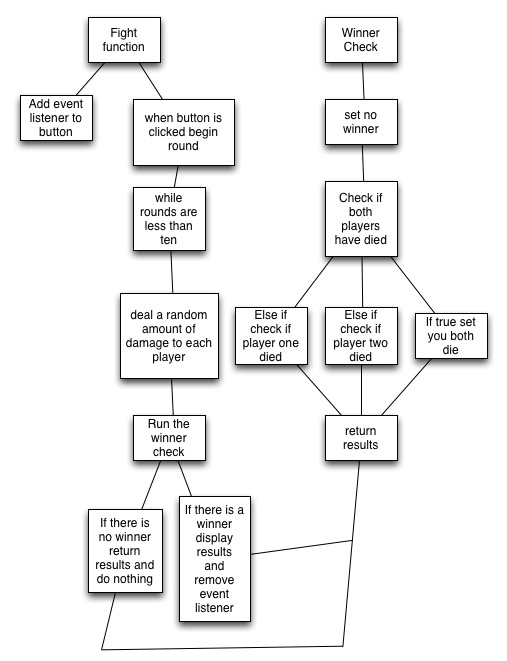 Fight
function
Winner
Check
Add event
listener to
button
when button is
clicked begin
round
set no
winner
while
rounds are
less than
ten
Check if
both
players
have died
deal a random
amount of
damage to each
player
Else if
check if
player one
died
Else if
check if
player two
died
If true set
you both
die
Run the
winner
check
return
results
If there is
no winner
return
results and
do nothing
If there is a
winner
display
results
and
remove
event
listener